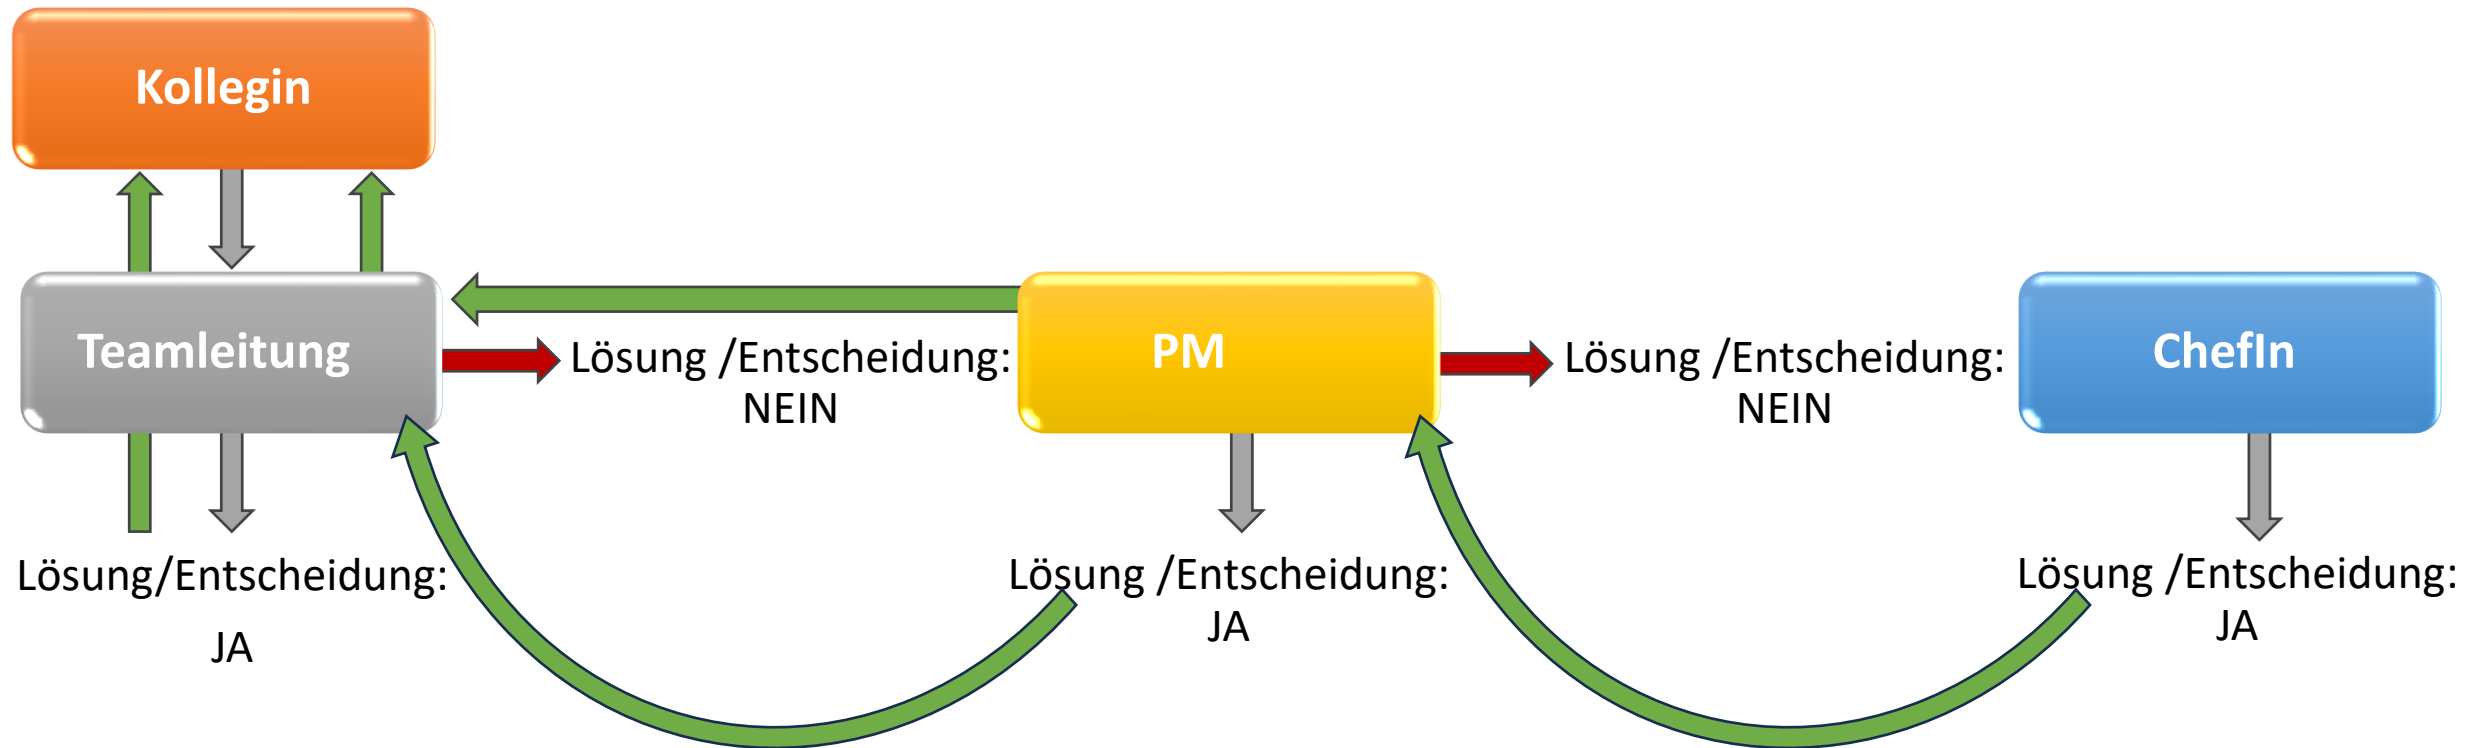 Kollegin
Teamleitung
Lösung /Entscheidung:
NEIN
PM
Lösung /Entscheidung:
NEIN
ChefIn
Lösung/Entscheidung:
JA
Lösung /Entscheidung:
JA
Lösung /Entscheidung:
JA